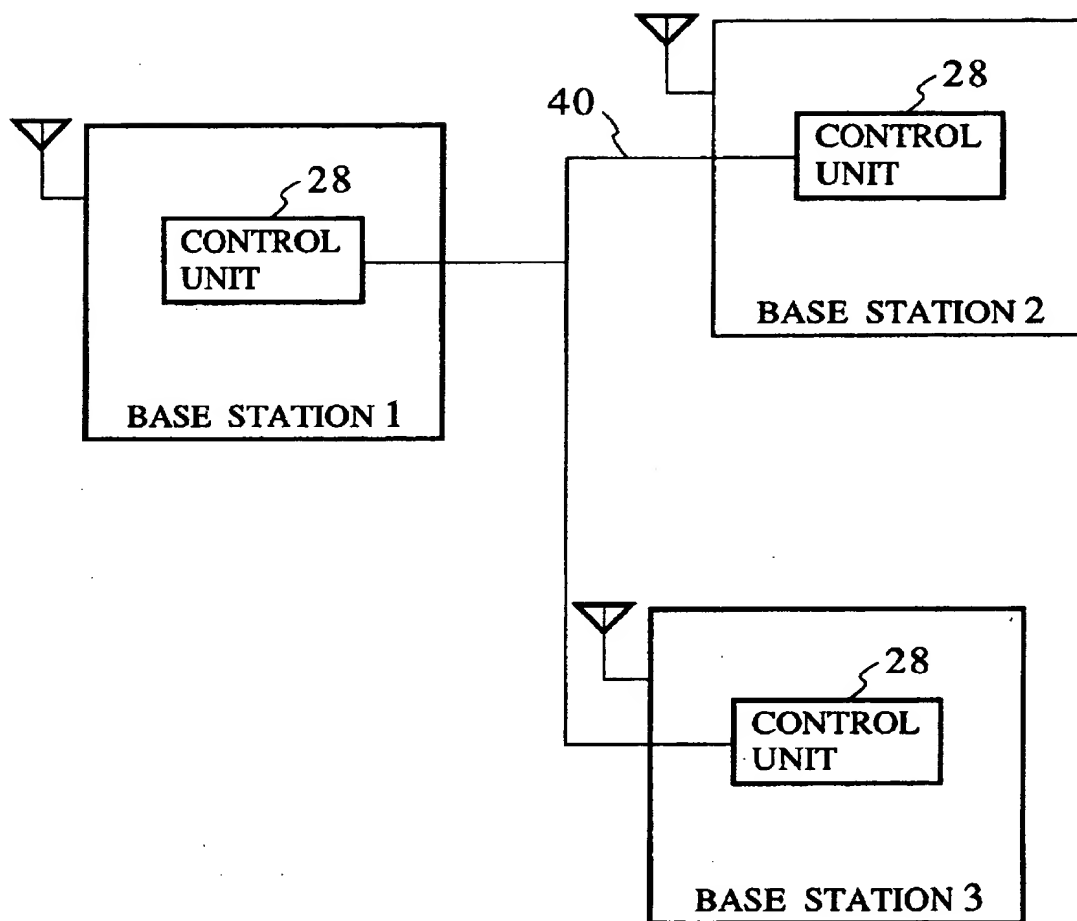 28
CONTROL
UNIT
BASE STATION 1
40
28
CONTROL
UNIT
BASE STATION 2
28
CONTROL
UNIT
BASE STATION 3